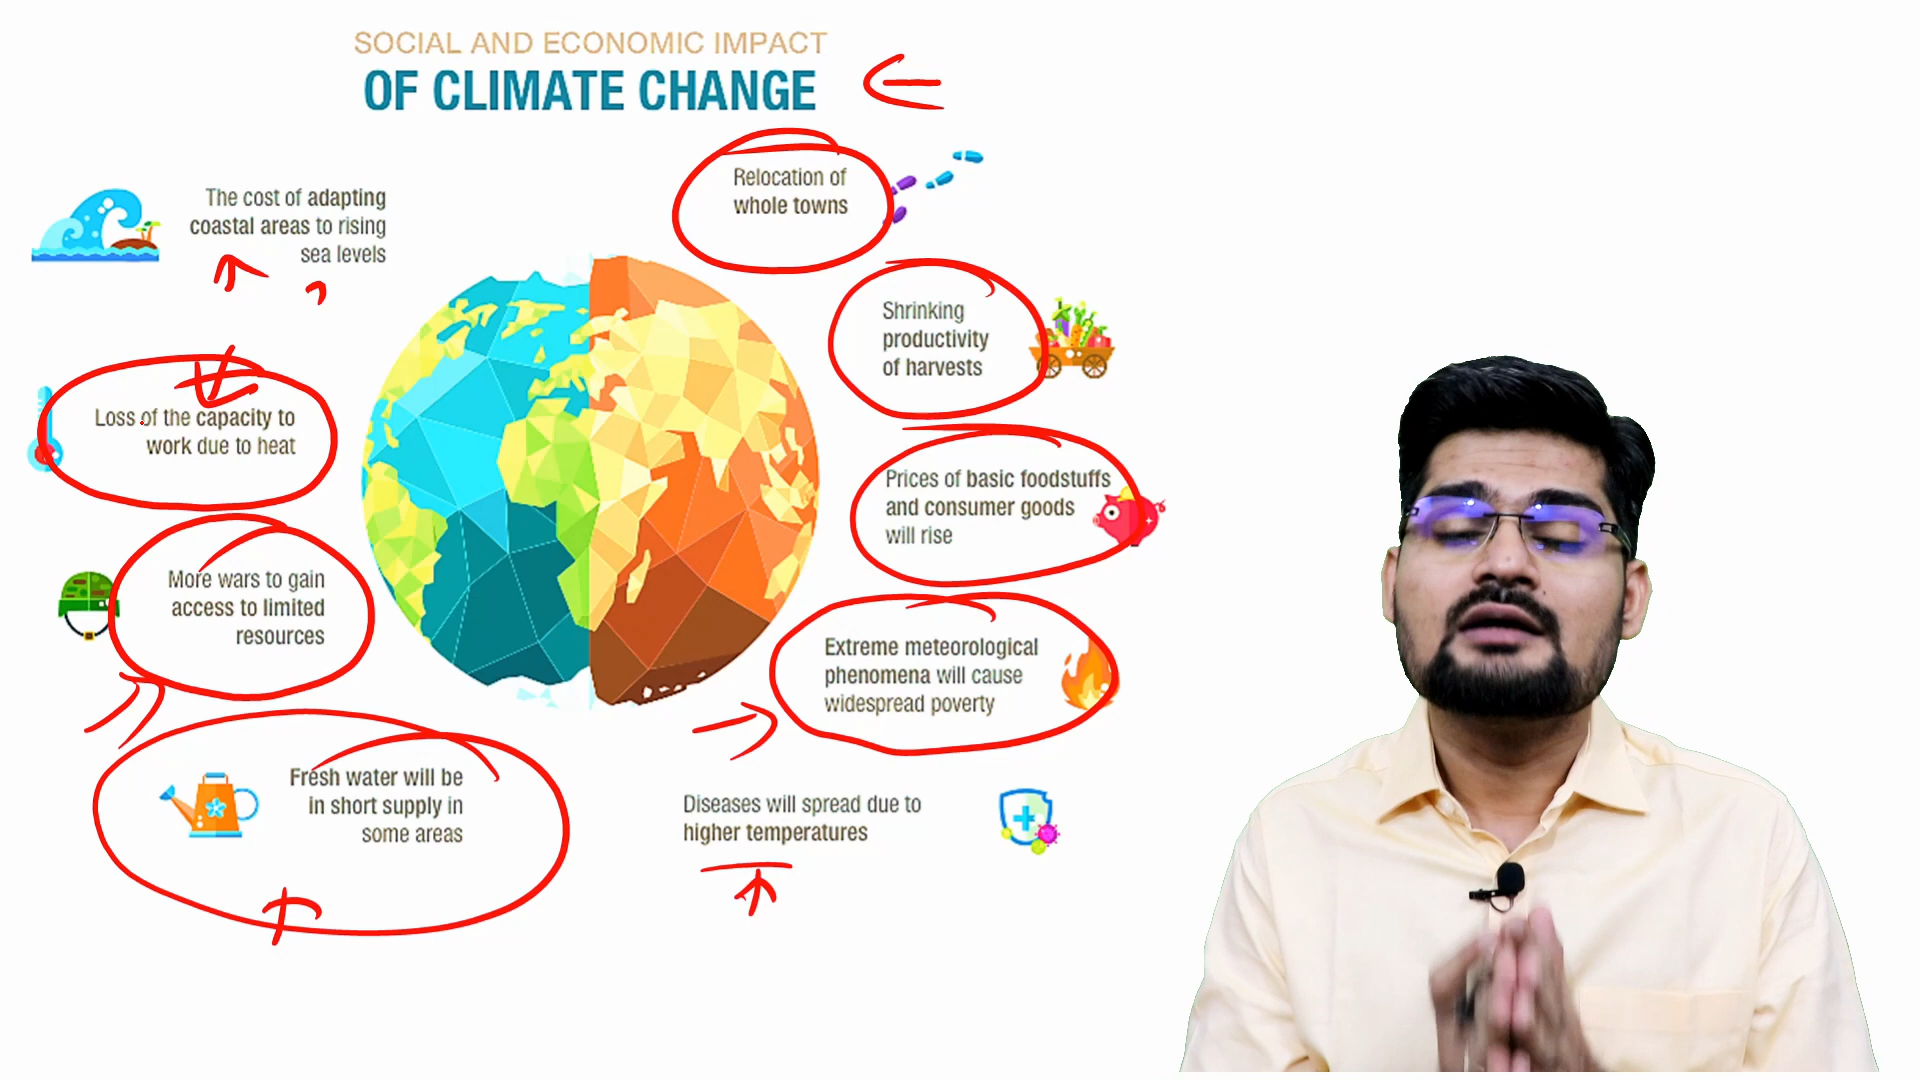 SOCIAL AND ECONOMIC IMPACT
OF CLIMATE CHANGE
The cost of adapting
coastal areas to rising
sea levels
Loss of the capacity to
work due to heat
More wars to gain
access to limited
resources
Fresh water will be
in short supply in
some areas
Relocation of
whole towns
Shrinking
productivity
of harvests
Prices of basic foodstuffs
and consumer goods
will rise
Extreme meteorological
phenomena will cause
widespread poverty
Diseases will spread due to
higher temperatures